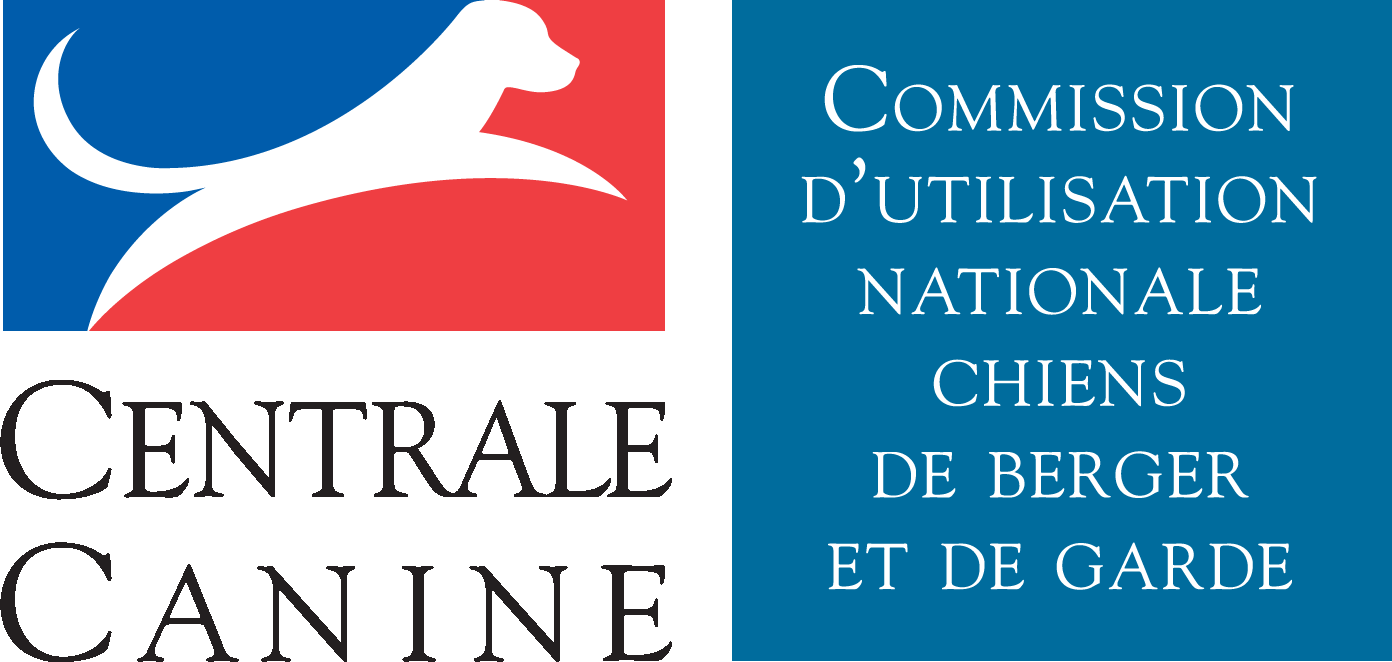 CENTRALE
CANINE
COMMISSION
D'UTILISATION
NATIONALE
CHIENS
DE BERGER
ET DE GARDE